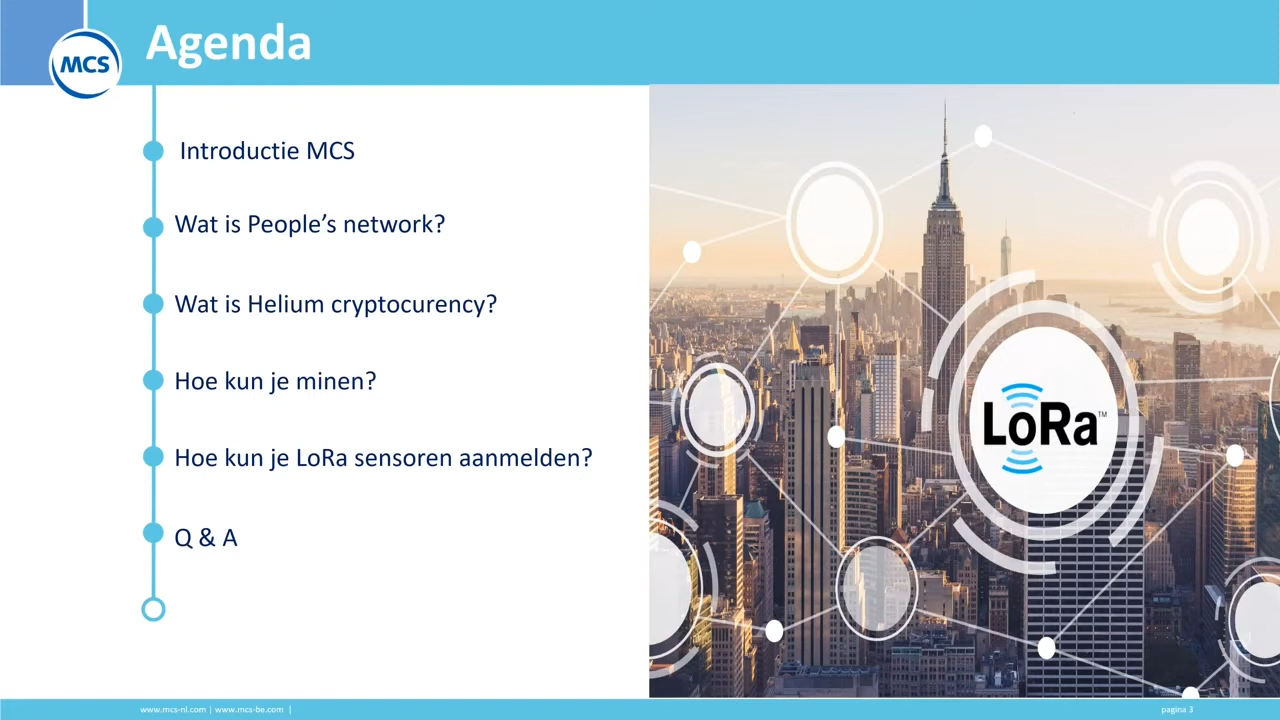 Agenda
MCS
Introductie MCS
Wat is People's network?
Wat is Helium cryptocurency?
Hoe kun je minen?
Hoe kun je LoRa sensoren aanmelden?
Q & A
LoRa™
www.mcs-nl.com | www.mcs-be.com |
pagina 3